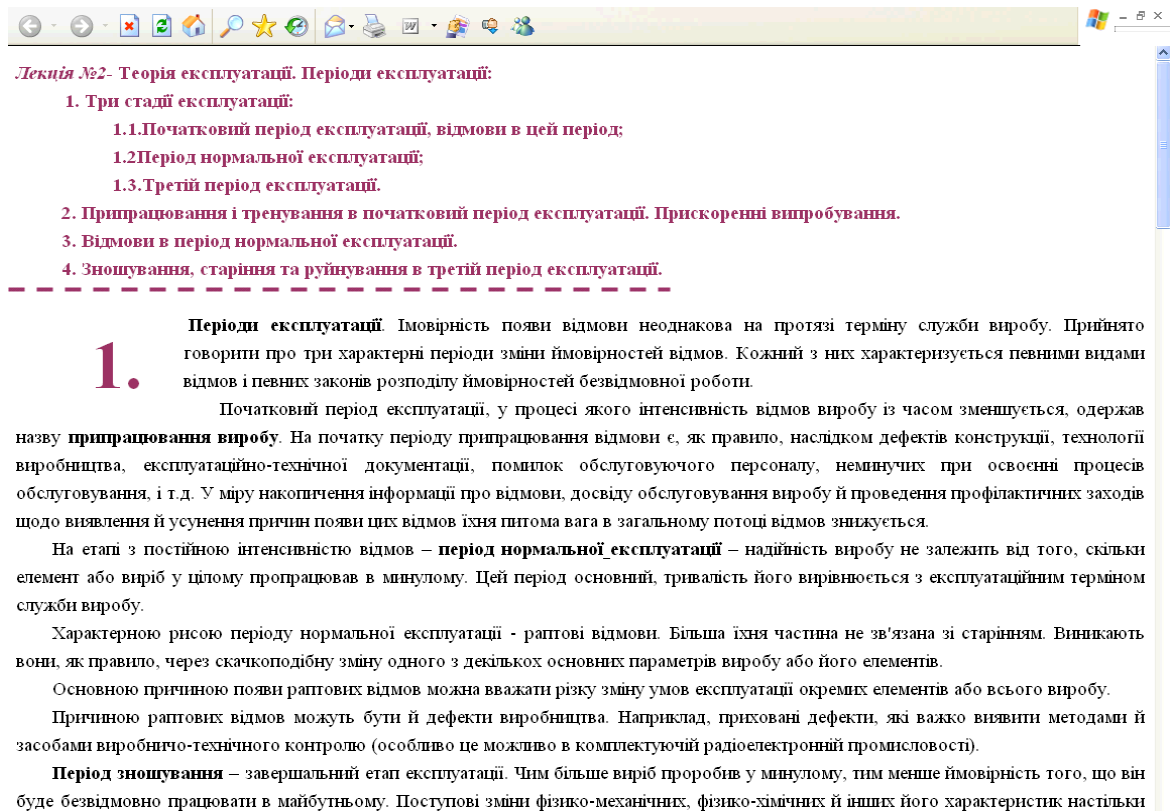 Лекція №2- Теорія експлуатації. Періоди експлуатації:
1. Три стадії експлуатації:
1.1.Початковий період експлуатації, відмови в цей період;
1.2Період нормальної експлуатації;
1.3.Третій період експлуатації.
2. Припрацювання і тренування в початковий період експлуатації. Прискоренні випробування.
3. Відмови в період нормальної експлуатації.
4. Зношування, старіння та руйнування в третій період експлуатації.
1.
Періоди експлуатації. Імовірність появи відмови неоднакова на протязі терміну служби виробу. Прийнято
говорити про три характерні періоди зміни ймовірностей відмов. Кожний з них характеризується певними видами
відмов і певних законів розподілу ймовірностей безвідмовної роботи.
Початковий період експлуатації, у процесі якого інтенсивність відмов виробу із часом зменшується, одержав
назву припрацювання виробу. На початку періоду припрацювання відмови є, як правило, наслідком дефектів конструкції, технології
виробництва, експлуатаційно-технічної документації, помилок обслуговуючого персоналу, неминучих при освоєнні процесів
обслуговування, і т.д. У міру накопичення інформації про відмови, досвіду обслуговування виробу й проведення профілактичних заходів
щодо виявлення й усунення причин появи цих відмов їхня питома вага в загальному потоці відмов знижується.
На етапі з постійною інтенсивністю відмов – період нормальної_експлуатації – надійність виробу не залежить від того, скільки
елемент або виріб у цілому пропрацював в минулому. Цей період основний, тривалість його вирівнюється з експлуатаційним терміном
служби виробу.
Характерною рисою періоду нормальної експлуатації - раптові відмови. Більша їхня частина не зв'язана зі старінням. Виникають
вони, як правило, через скачкоподібну зміну одного з декількох основних параметрів виробу або його елементів.
Основною причиною появи раптових відмов можна вважати різку зміну умов експлуатації окремих елементів або всього виробу.
Причиною раптових відмов можуть бути й дефекти виробництва. Наприклад, приховані дефекти, які важко виявити методами й
засобами виробничо-технічного контролю (особливо це можливо в комплектуючій радіоелектронній промисловості).
Період зношування – завершальний етап експлуатації. Чим більше виріб проробив у минулому, тим менше ймовірність того, що він
буде безвідмовно працювати в майбутньому. Поступові зміни фізико-механічних, фізико-хімічних й інших його характеристик настільки